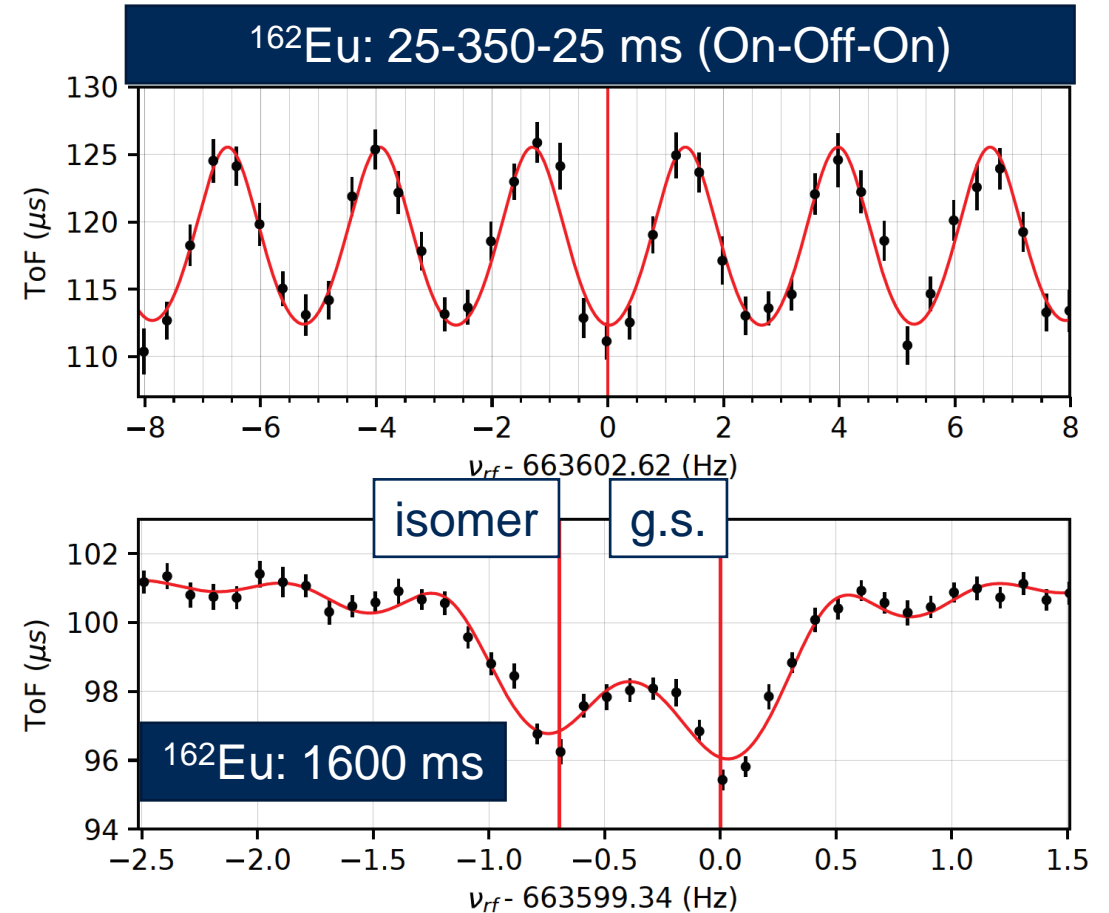 ¹⁶²Eu: 25-350-25 ms (On-Off-On)
130
125
120
115
110
ToF (μs)
−8 −6 −4 −2 0 2 4 6 8
ν_rf - 663602.62 (Hz)
isomer g.s.
102
100
98
96
94
ToF (μs)
¹⁶²Eu: 1600 ms
−2.5 −2.0 −1.5 −1.0 −0.5 0.0 0.5 1.0 1.5
ν_rf - 663599.34 (Hz)